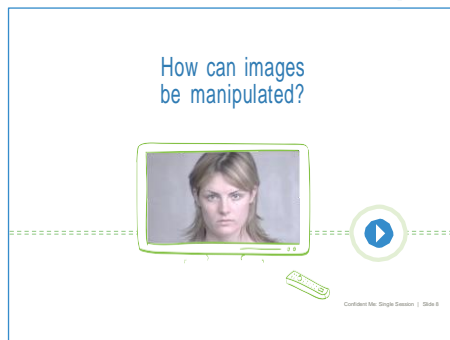 How can images
be manipulated?
Confident Me: Single Session | Slide 8